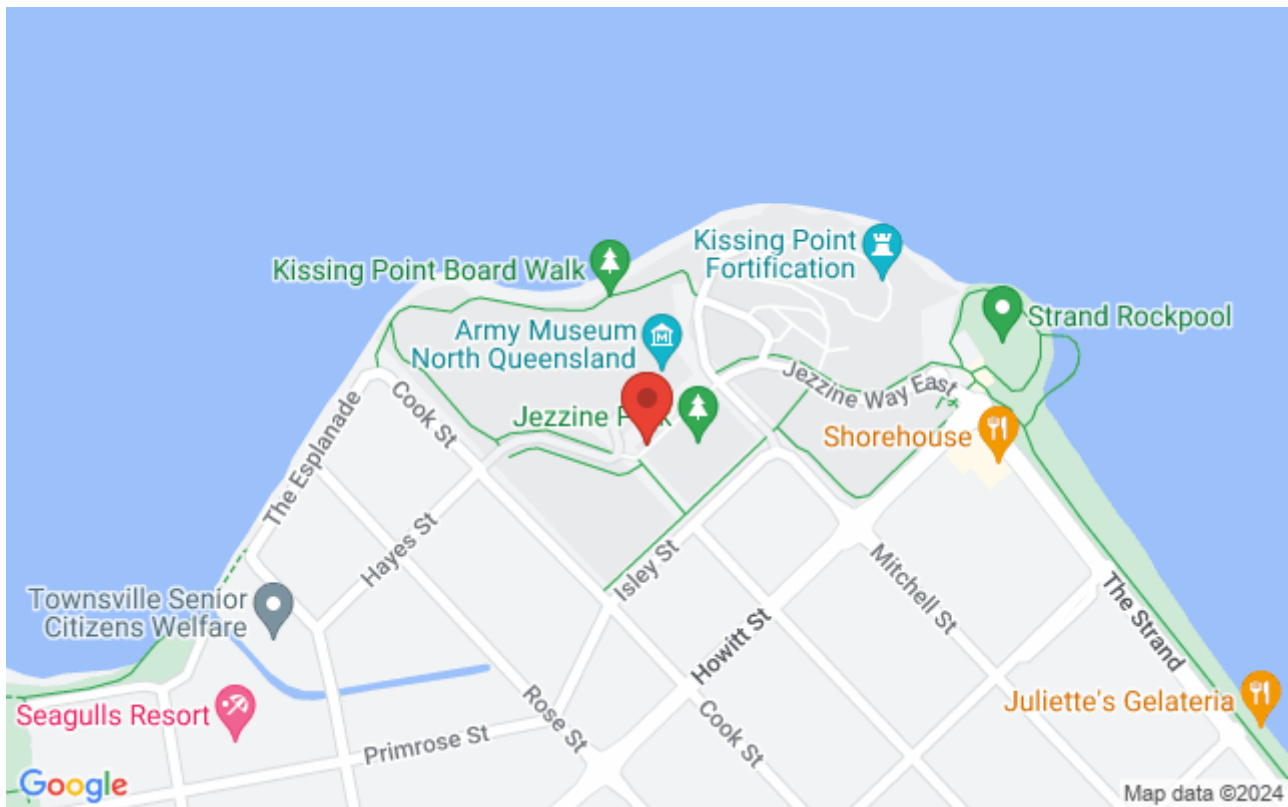 Kissing Point
Fortification
Kissing Point Board Walk
Strand Rockpool
Army Museum
North Queensland
Jezzine Way East
Cook St
Jezzine
Shorehouse
The Esplanade
Hayes St
Isley St
Mitchell St
Townsville Senior
Citizens Welfare
The Strand
Howitt St
Rose St
Cook St
Juliette's Gelateria
Seagulls Resort
Primrose St
Google
Map data ©2024